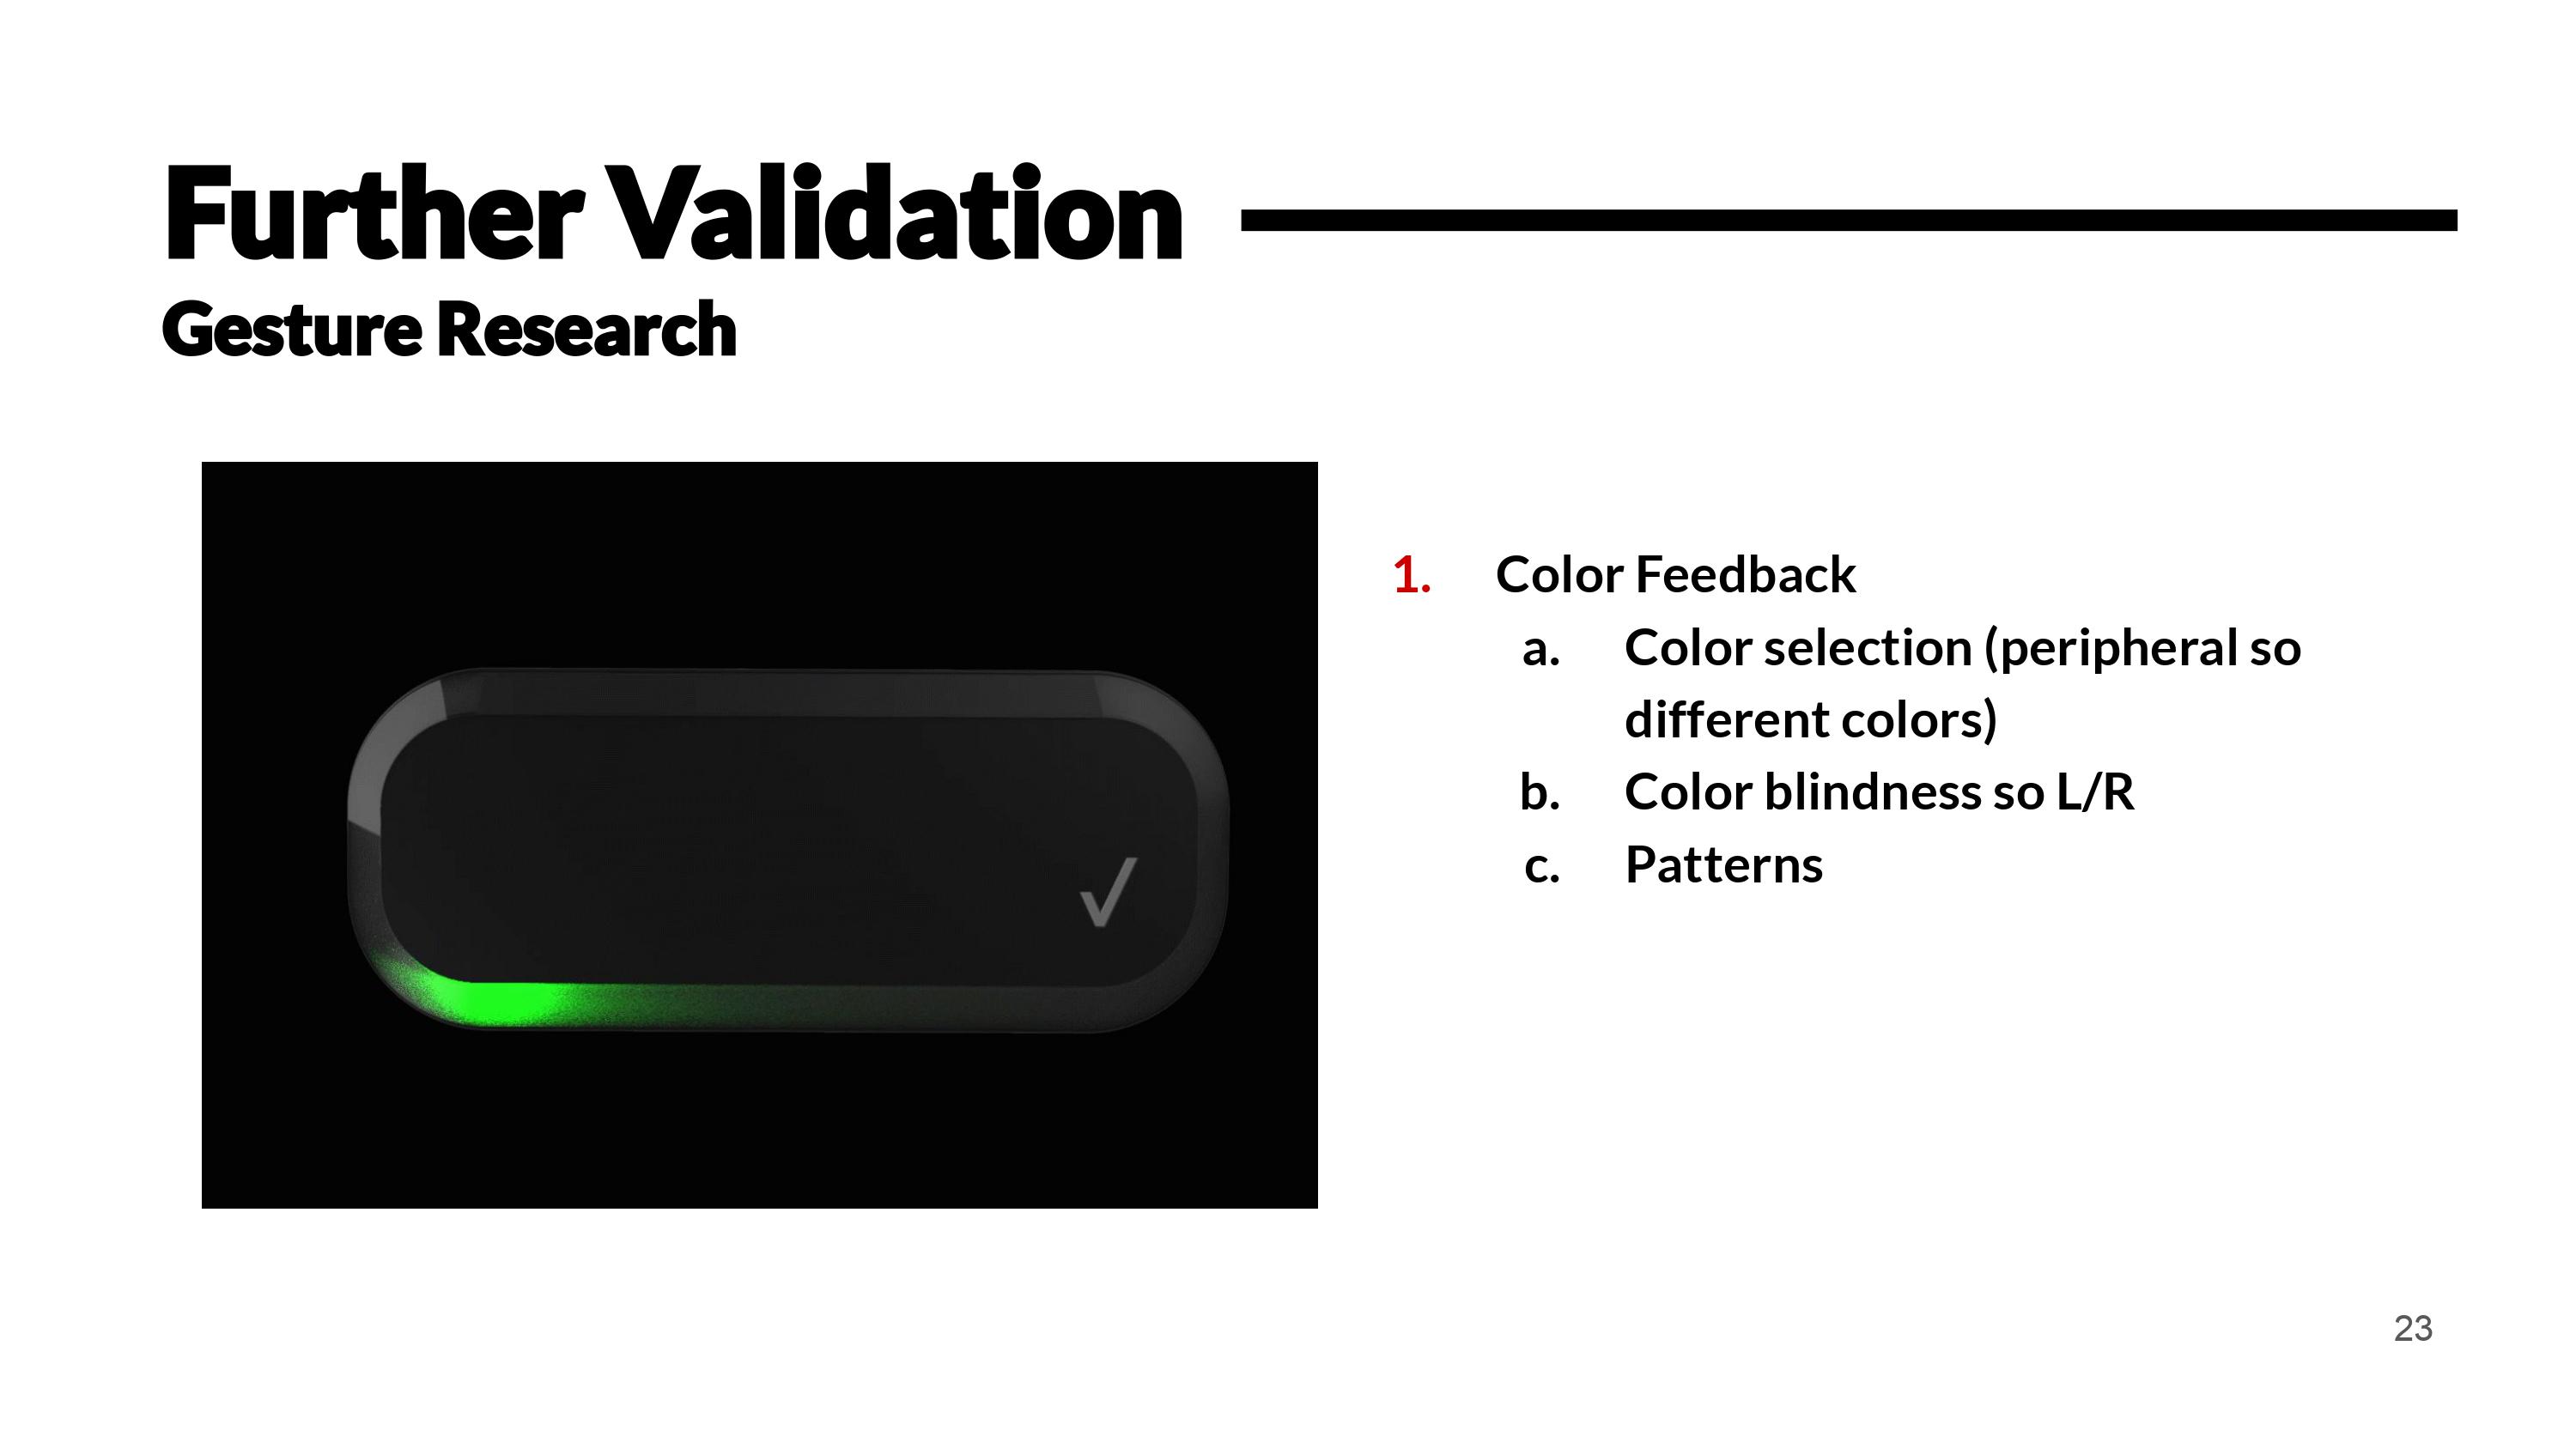 Further Validation
Gesture Research
1. Color Feedback
a. Color selection (peripheral so
different colors)
b. Color blindness so L/R
c. Patterns
✓
23